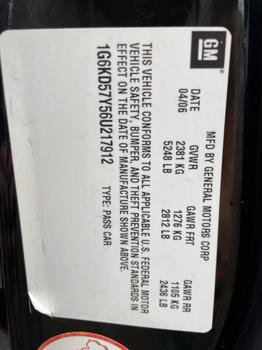 GM
MFD BY GENERAL MOTORS CORP
DATE GVWR GAWR FRT GAWR RR
04/06 2381 KG 1276 KG 1105 KG
5248 LB 2812 LB 2436 LB
THIS VEHICLE CONFORMS TO ALL APPLICABLE U.S. FEDERAL MOTOR
VEHICLE SAFETY, BUMPER, AND THEFT PREVENTION STANDARDS IN
EFFECT ON THE DATE OF MANUFACTURE SHOWN ABOVE.
1G6KD57Y56U217912 TYPE: PASS CAR